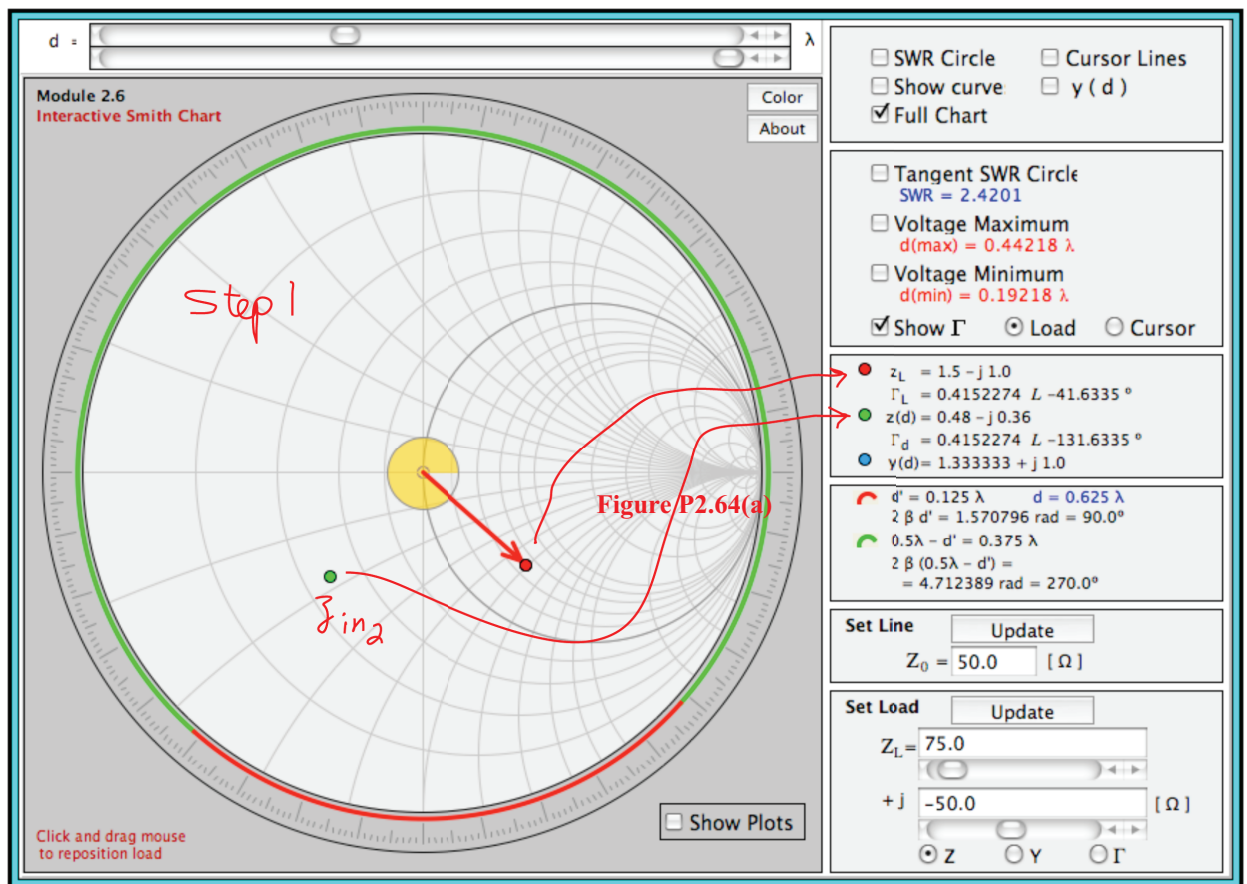 d = λ
Module 2.6
Interactive Smith Chart
Color
About
Step 1
Figure P2.64(a)
z in2
Click and drag mouse
to reposition load
Show Plots
SWR Circle Cursor Lines
Show curve y ( d )
Full Chart
Tangent SWR Circle
SWR = 2.4201
Voltage Maximum
d(max) = 0.44218 λ
Voltage Minimum
d(min) = 0.19218 λ
Show Γ Load Cursor
zL = 1.5 - j 1.0
ΓL = 0.4152274 L -41.6335 º
z(d) = 0.48 - j 0.36
Γd = 0.4152274 L -131.6335 º
y(d)= 1.333333 + j 1.0
d' = 0.125 λ d = 0.625 λ
2 β d' = 1.570796 rad = 90.0º
0.5λ - d' = 0.375 λ
2 β (0.5λ - d') =
= 4.712389 rad = 270.0º
Set Line Update
Z0 = 50.0 [ Ω ]
Set Load Update
ZL= 75.0
+ j -50.0 [ Ω ]
Z Y Γ